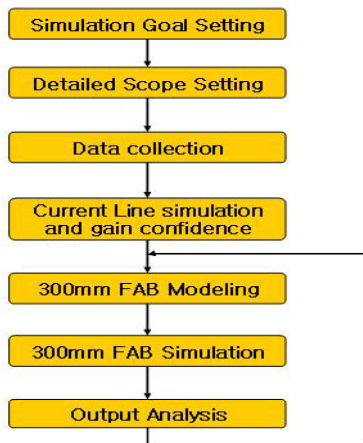 Simulation Goal Setting
Detailed Scope Setting
Data collection
Current Line simulation
and gain confidence
300mm FAB Modeling
300mm FAB Simulation
Output Analysis